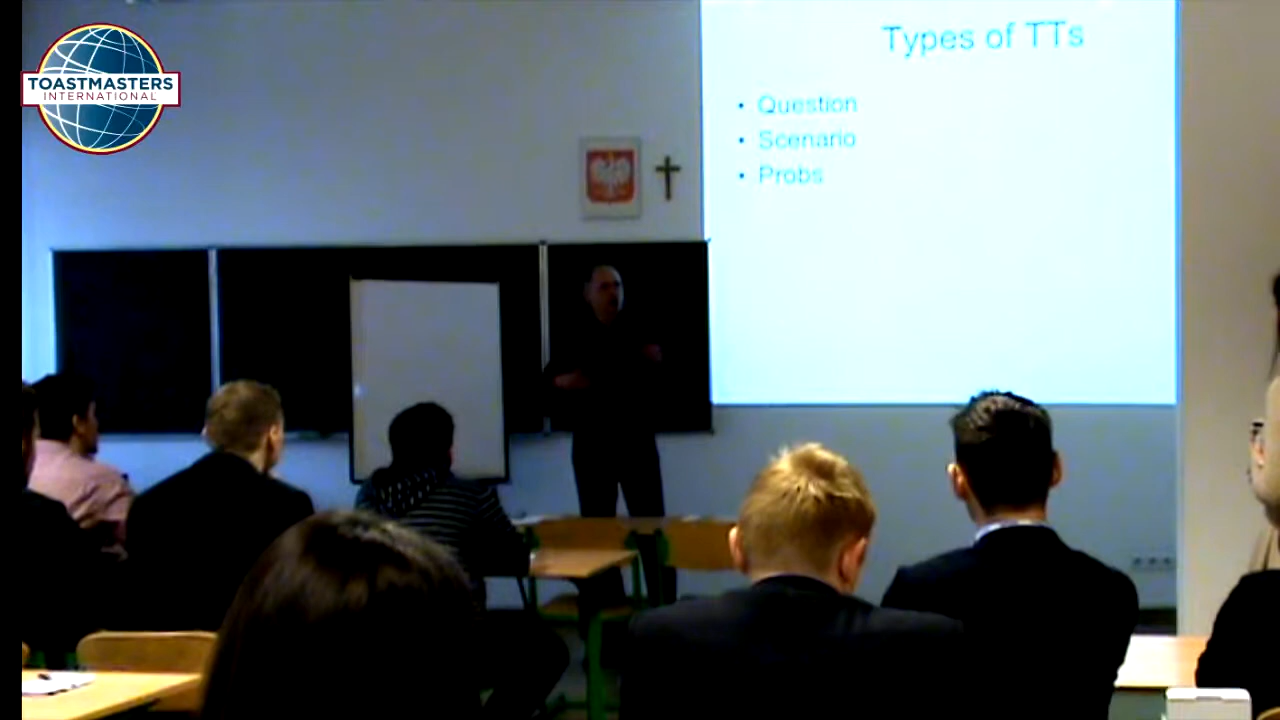 TOASTMASTERS
INTERNATIONAL
Types of TTs
• Question
• Scenario
• Probs